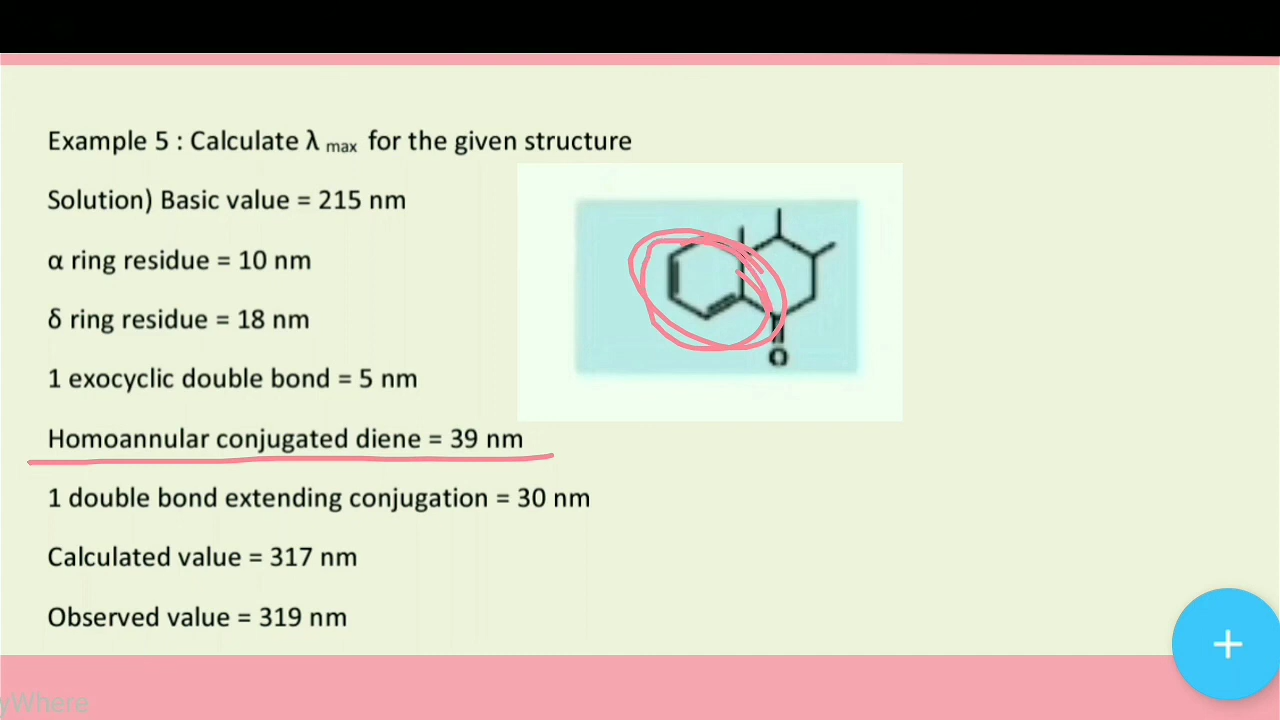 Example 5 : Calculate λ max for the given structure
Solution) Basic value = 215 nm
α ring residue = 10 nm
δ ring residue = 18 nm
1 exocyclic double bond = 5 nm
Homoannular conjugated diene = 39 nm
1 double bond extending conjugation = 30 nm
Calculated value = 317 nm
Observed value = 319 nm
O
+
yWhere